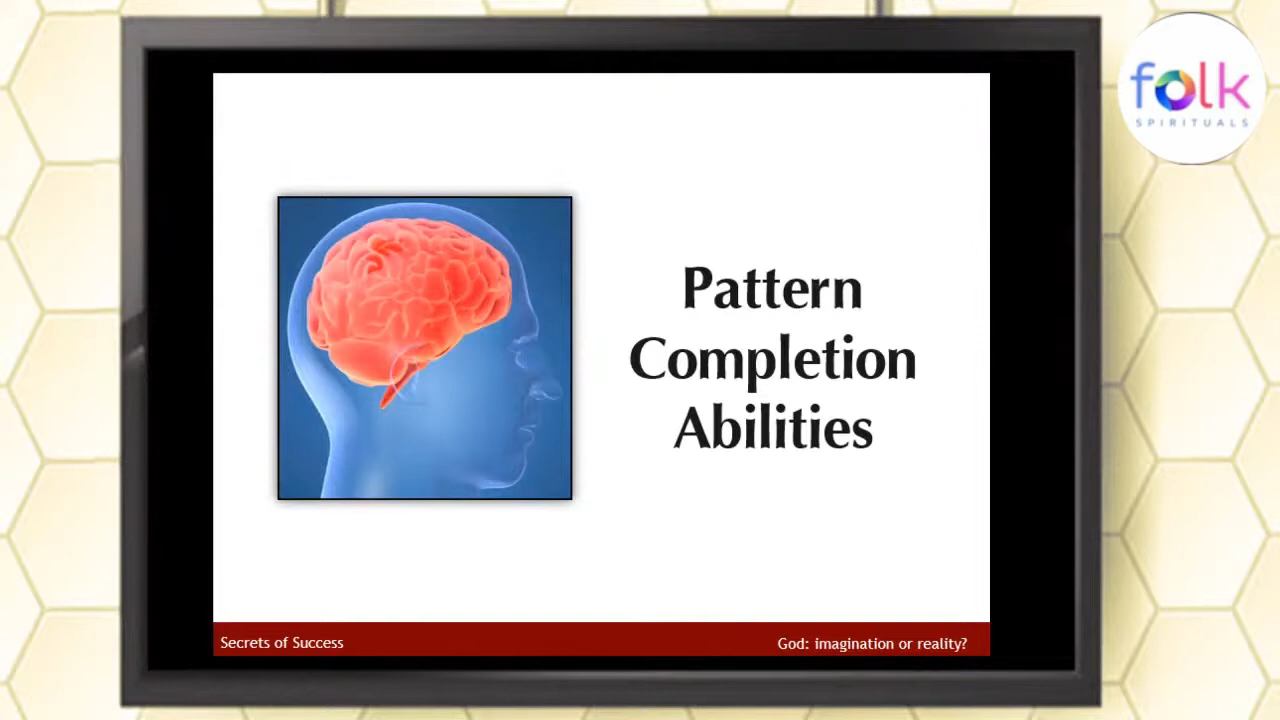 folk
SPIRITUALS
Pattern
Completion
Abilities
Secrets of Success
God: imagination or reality?